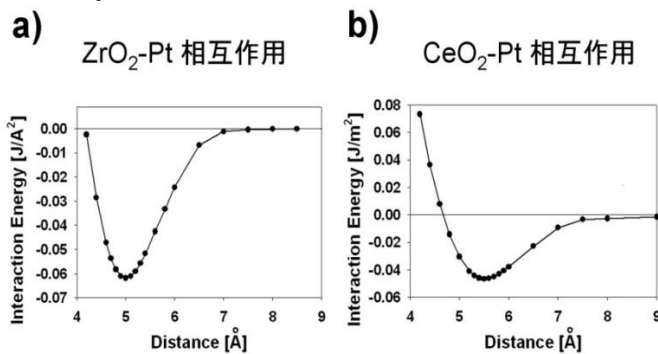 a)
ZrO₂-Pt 相互作用
Interaction Energy [J/A²]
0.00
-0.01
-0.02
-0.03
-0.04
-0.05
-0.06
-0.07
4 5 6 7 8 9
Distance [Å]
b)
CeO₂-Pt 相互作用
Interaction Energy [J/m²]
0.08
0.06
0.04
0.02
0.00
-0.02
-0.04
-0.06
4 5 6 7 8 9
Distance [Å]